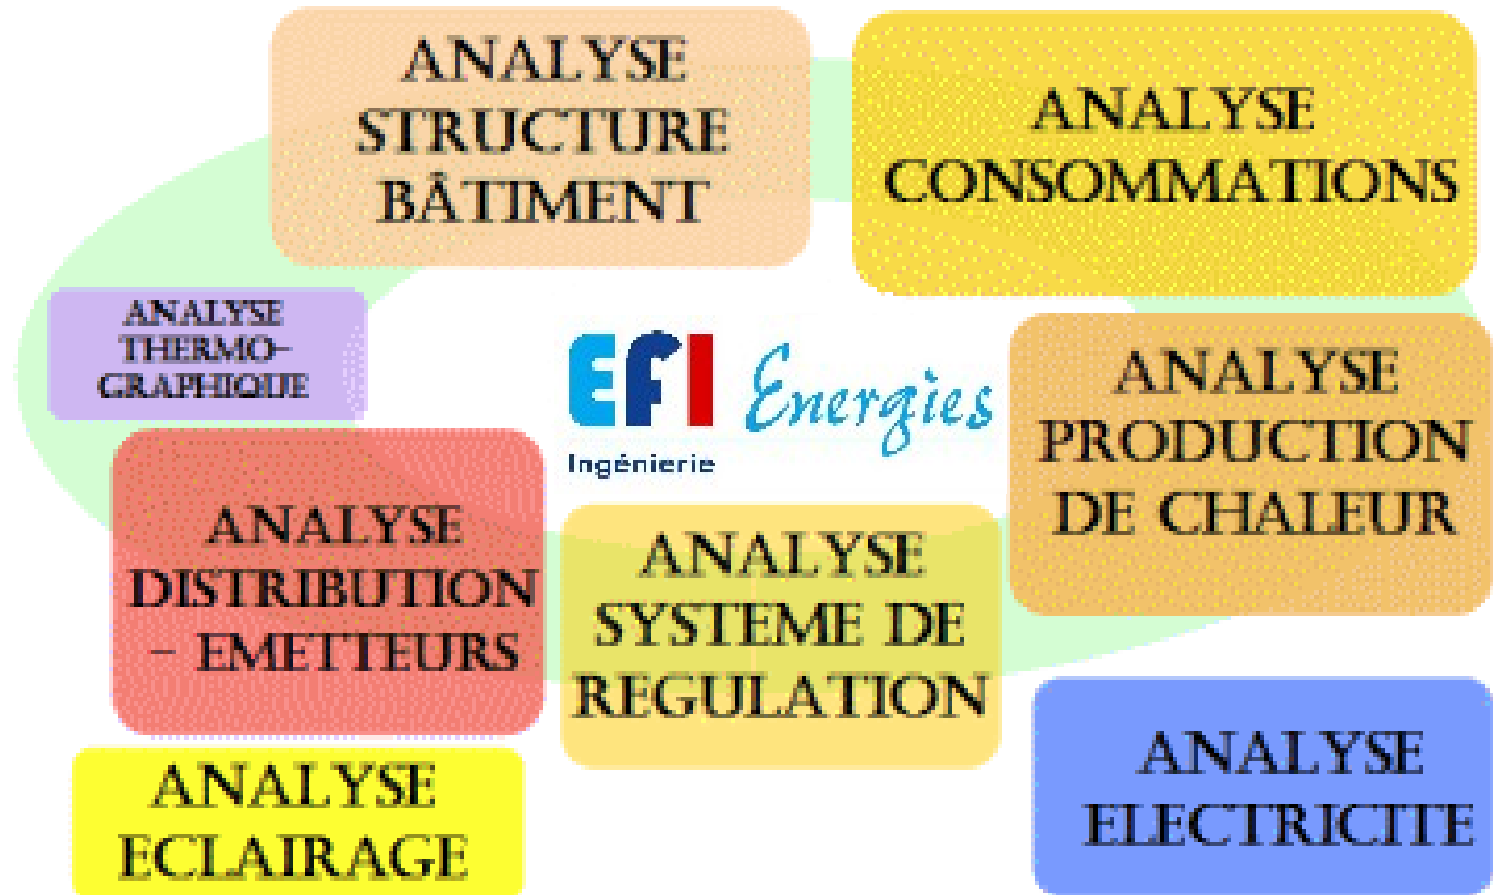 ANALYSE
STRUCTURE
BÂTIMENT
ANALYSE
CONSOMMATIONS
ANALYSE
THERMO-
GRAPHIQUE
EFI Energies
Ingénierie
ANALYSE
PRODUCTION
DE CHALEUR
ANALYSE
DISTRIBUTION
- EMETTEURS
ANALYSE
SYSTEME DE
REGULATION
ANALYSE
ECLAIRAGE
ANALYSE
ELECTRICITE